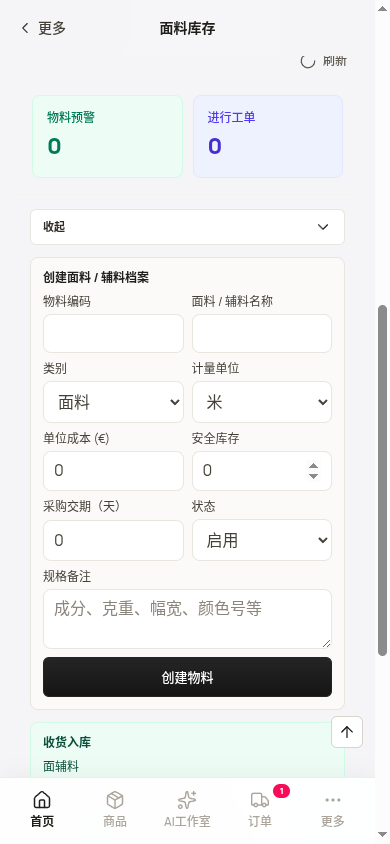 更多
面料库存
刷新
物料预警
进行工单
0
0
收起
创建面料 / 辅料档案
物料编码
面料 / 辅料名称
类别
计量单位
面料
米
单位成本 (€)
安全库存
0
0
采购交期（天）
状态
0
启用
规格备注
成分、克重、幅宽、颜色号等
创建物料
收货入库
面辅料
1
首页
商品
AI工作室
订单
更多